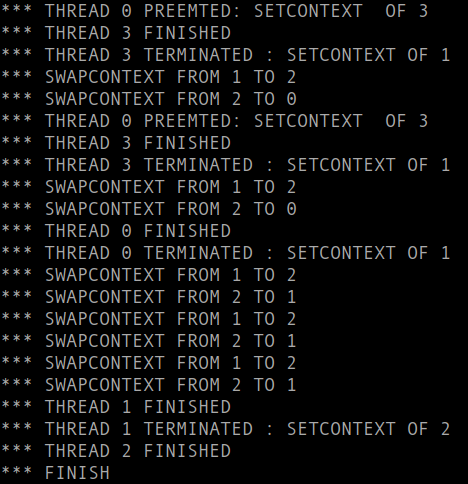 *** THREAD 0 PREEMTED: SETCONTEXT  OF 3
*** THREAD 3 FINISHED
*** THREAD 3 TERMINATED : SETCONTEXT OF 1
*** SWAPCONTEXT FROM 1 TO 2
*** SWAPCONTEXT FROM 2 TO 0
*** THREAD 0 PREEMTED: SETCONTEXT  OF 3
*** THREAD 3 FINISHED
*** THREAD 3 TERMINATED : SETCONTEXT OF 1
*** SWAPCONTEXT FROM 1 TO 2
*** SWAPCONTEXT FROM 2 TO 0
*** THREAD 0 FINISHED
*** THREAD 0 TERMINATED : SETCONTEXT OF 1
*** SWAPCONTEXT FROM 1 TO 2
*** SWAPCONTEXT FROM 2 TO 1
*** SWAPCONTEXT FROM 1 TO 2
*** SWAPCONTEXT FROM 2 TO 1
*** SWAPCONTEXT FROM 1 TO 2
*** SWAPCONTEXT FROM 2 TO 1
*** THREAD 1 FINISHED
*** THREAD 1 TERMINATED : SETCONTEXT OF 2
*** THREAD 2 FINISHED
*** FINISH